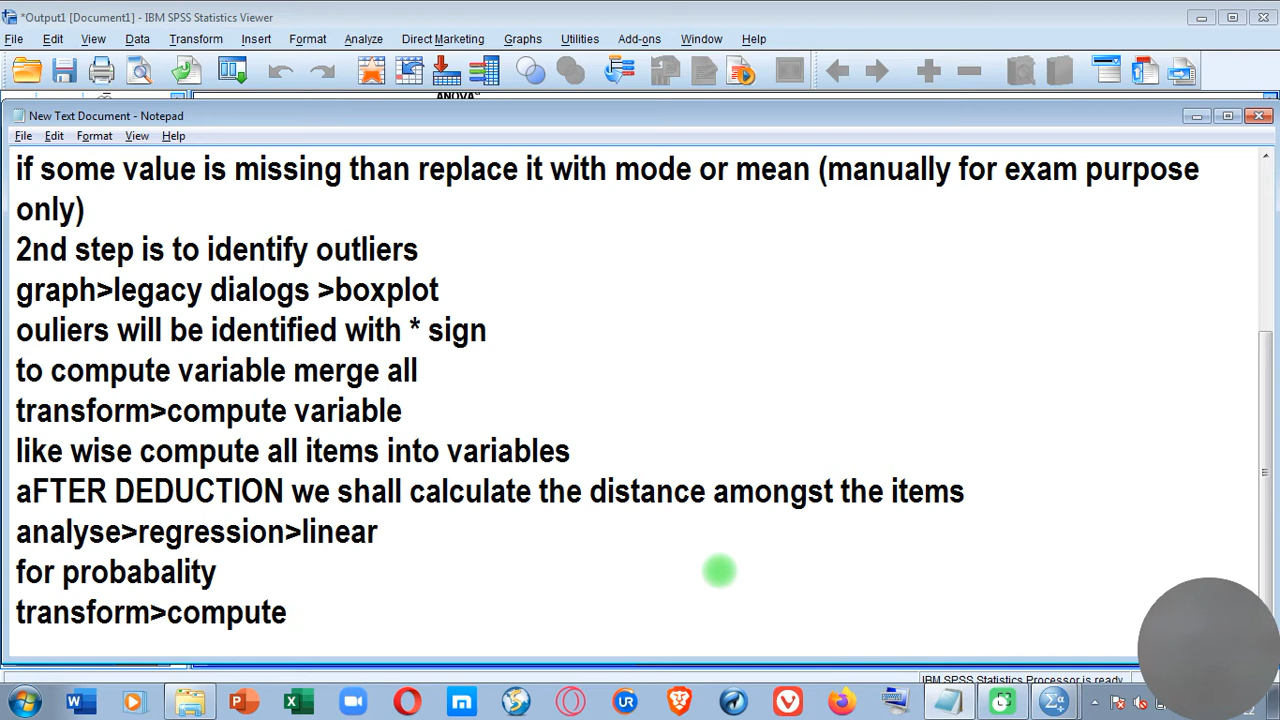 *Output1 [Document1] - IBM SPSS Statistics Viewer
File Edit View Data Transform Insert Format Analyze Direct Marketing Graphs Utilities Add-ons Window Help
ANOVA
New Text Document - Notepad
File Edit Format View Help
if some value is missing than replace it with mode or mean (manually for exam purpose
only)
2nd step is to identify outliers
graph>legacy dialogs >boxplot
ouliers will be identified with * sign
to compute variable merge all
transform>compute variable
like wise compute all items into variables
aFTER DEDUCTION we shall calculate the distance amongst the items
analyse>regression>linear
for probabality
transform>compute
IBM SPSS Statistics Processor is ready